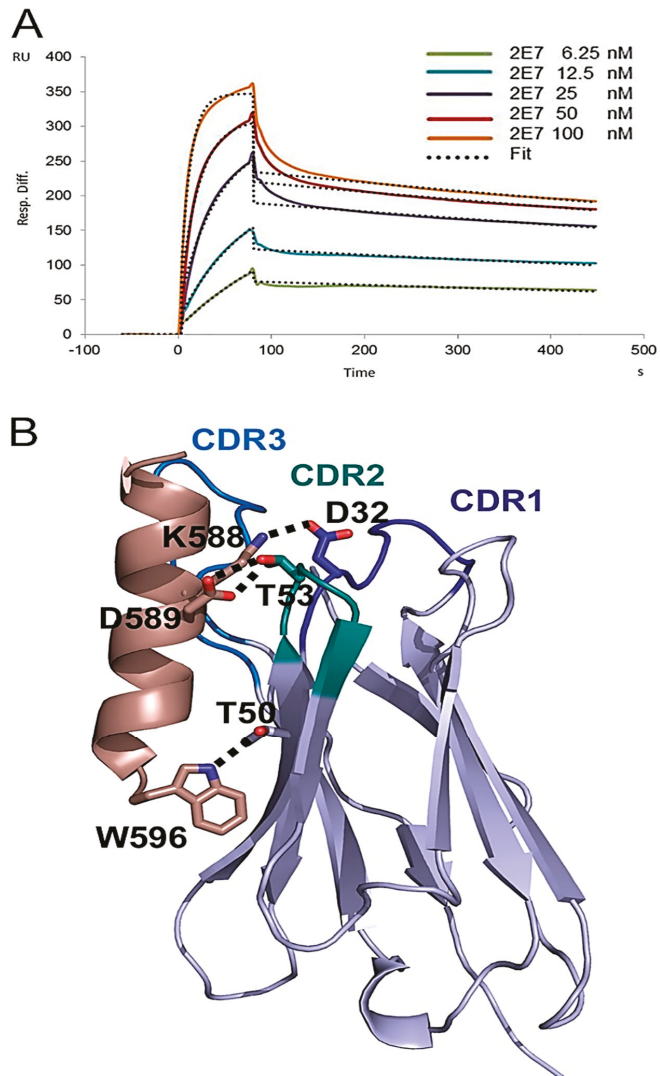 A
RU
400
350
300
250
200
150
100
50
0
Resp. Diff.
-100
0
100
200
300
400
500
Time
s
2E7 6.25 nM
2E7 12.5 nM
2E7 25 nM
2E7 50 nM
2E7 100 nM
Fit
B
CDR3
CDR2
CDR1
D32
K588
T53
D589
T50
W596